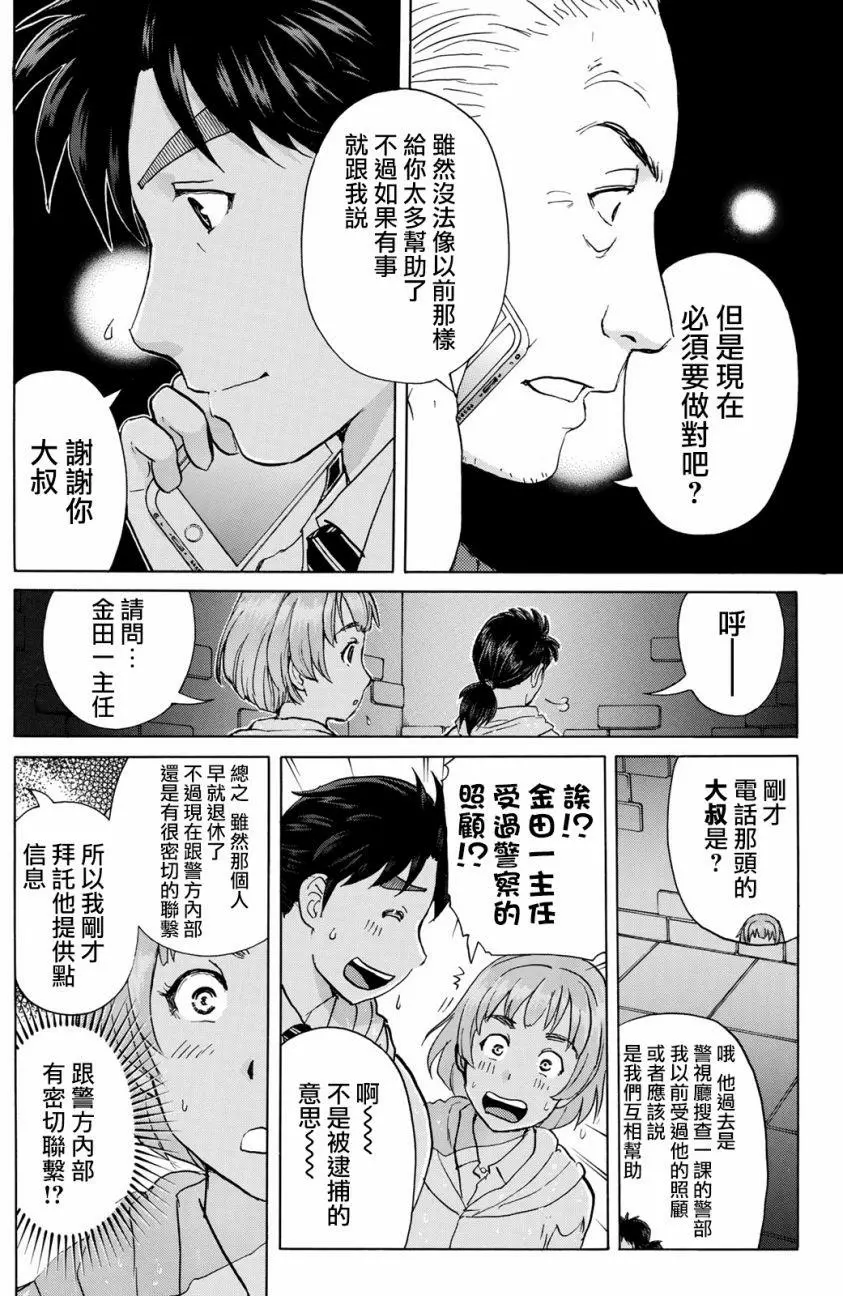 但是現在
必須要做對吧？
雖然沒法像以前那樣
給你太多幫助了
不過如果有事
就跟我說
謝謝你
大叔
呼——
請問…
金田一主任
剛才
電話那頭的
大叔是？
哦 他過去是
警視廳搜查一課的警部
我以前受過他的照顧
或者應該說
是我們互相幫助
誒!?
金田一主任
受過警察的
照顧!?
啊～～
不是被逮捕的
意思～～～
總之 雖然那個人
早就退休了
不過現在跟警方內部
還是有很密切的聯繫
所以我剛才
拜託他提供點
信息
跟警方內部
有密切聯繫!?